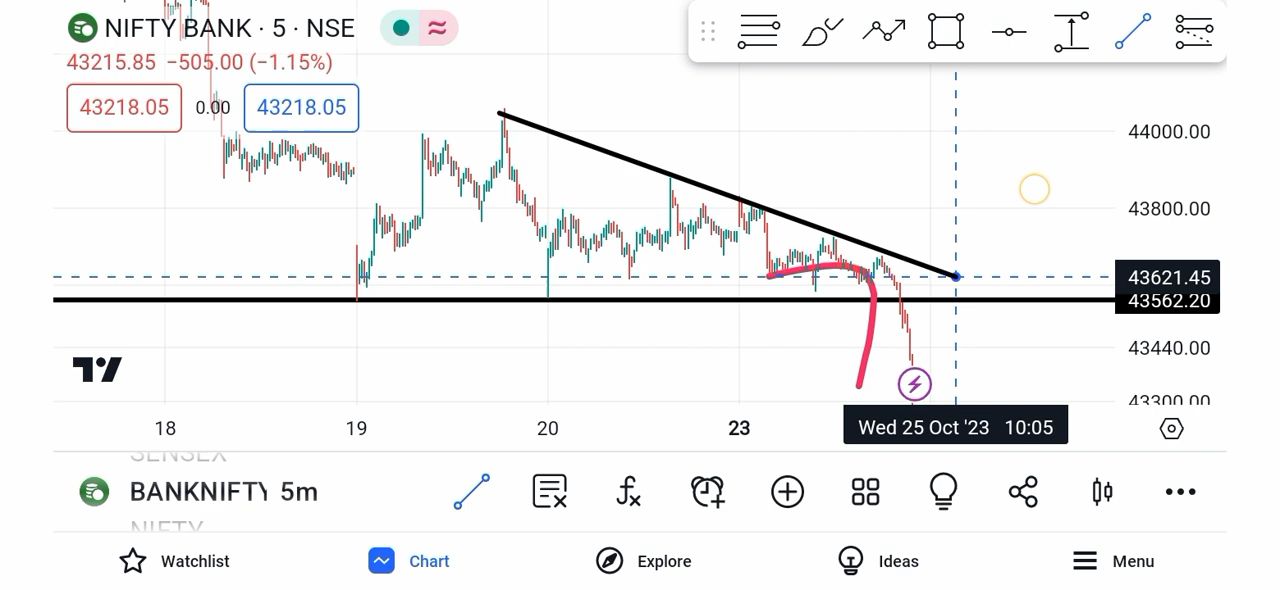 NIFTY BANK · 5 · NSE
43215.85 −505.00 (−1.15%)
43218.05 0.00 43218.05
44000.00
43800.00
43621.45
43562.20
43440.00
43300.00
18 19 20 23 Wed 25 Oct '23 10:05
SENSEX
BANKNIFTY 5m
NIFTY
Watchlist Chart Explore Ideas Menu